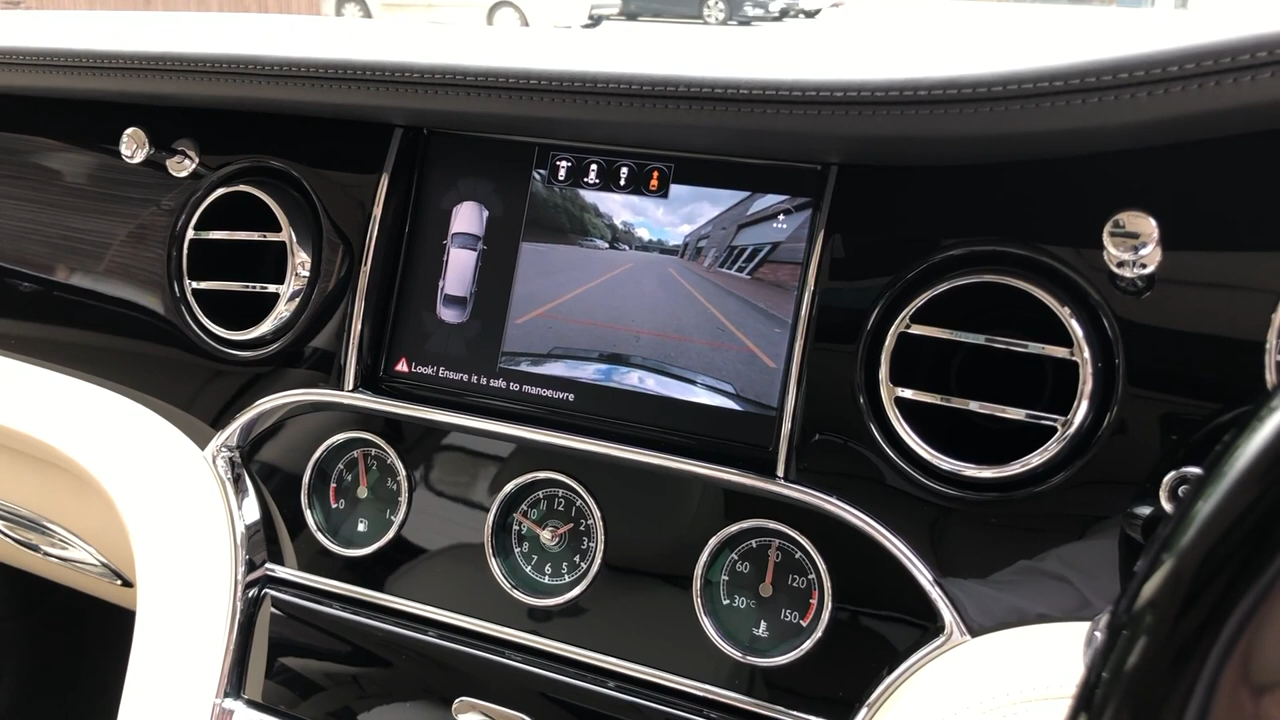 Look! Ensure it is safe to manoeuvre
0 1/4 1/2 3/4 1
12 1 2 3 4 5 6 7 8 9 10 11
30°C 60 90 120 150